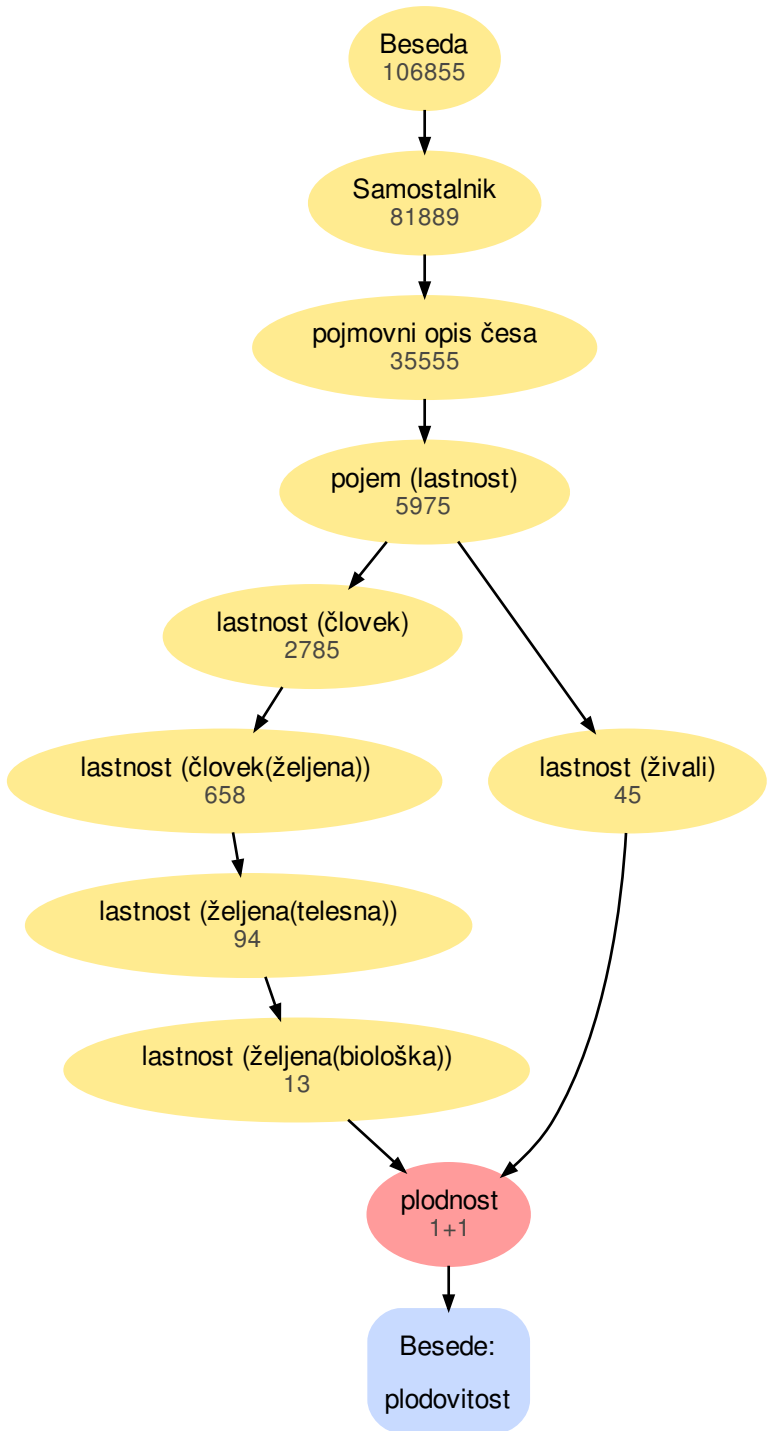 Beseda
106855
Samostalnik
81889
pojmovni opis česa
35555
pojem (lastnost)
5975
lastnost (človek)
2785
lastnost (človek(željena))
658
lastnost (živali)
45
lastnost (željena(telesna))
94
lastnost (željena(biološka))
13
plodnost
1+1
Besede:
plodovitost